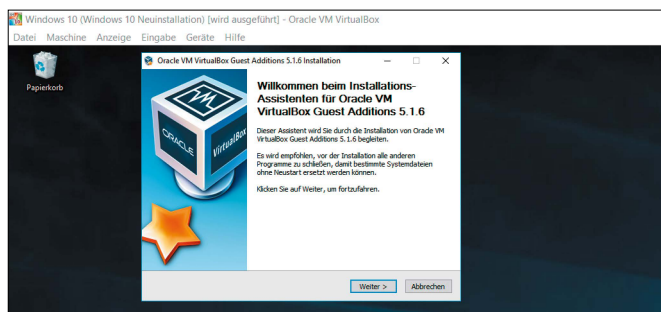 Windows 10 (Windows 10 Neuinstallation) [wird ausgeführt] - Oracle VM VirtualBox
Datei Maschine Anzeige Eingabe Geräte Hilfe
Papierkorb
Oracle VM VirtualBox Guest Additions 5.1.6 Installation
Willkommen beim Installations-
Assistenten für Oracle VM
VirtualBox Guest Additions 5.1.6
Dieser Assistent wird Sie durch die Installation von Oracle VM
VirtualBox Guest Additions 5.1.6 begleiten.
Es wird empfohlen, vor der Installation alle anderen
Programme zu schließen, damit bestimmte Systemdateien
ohne Neustart ersetzt werden können.
Klicken Sie auf Weiter, um fortzufahren.
ORACLE
VirtualBox
Weiter >
Abbrechen